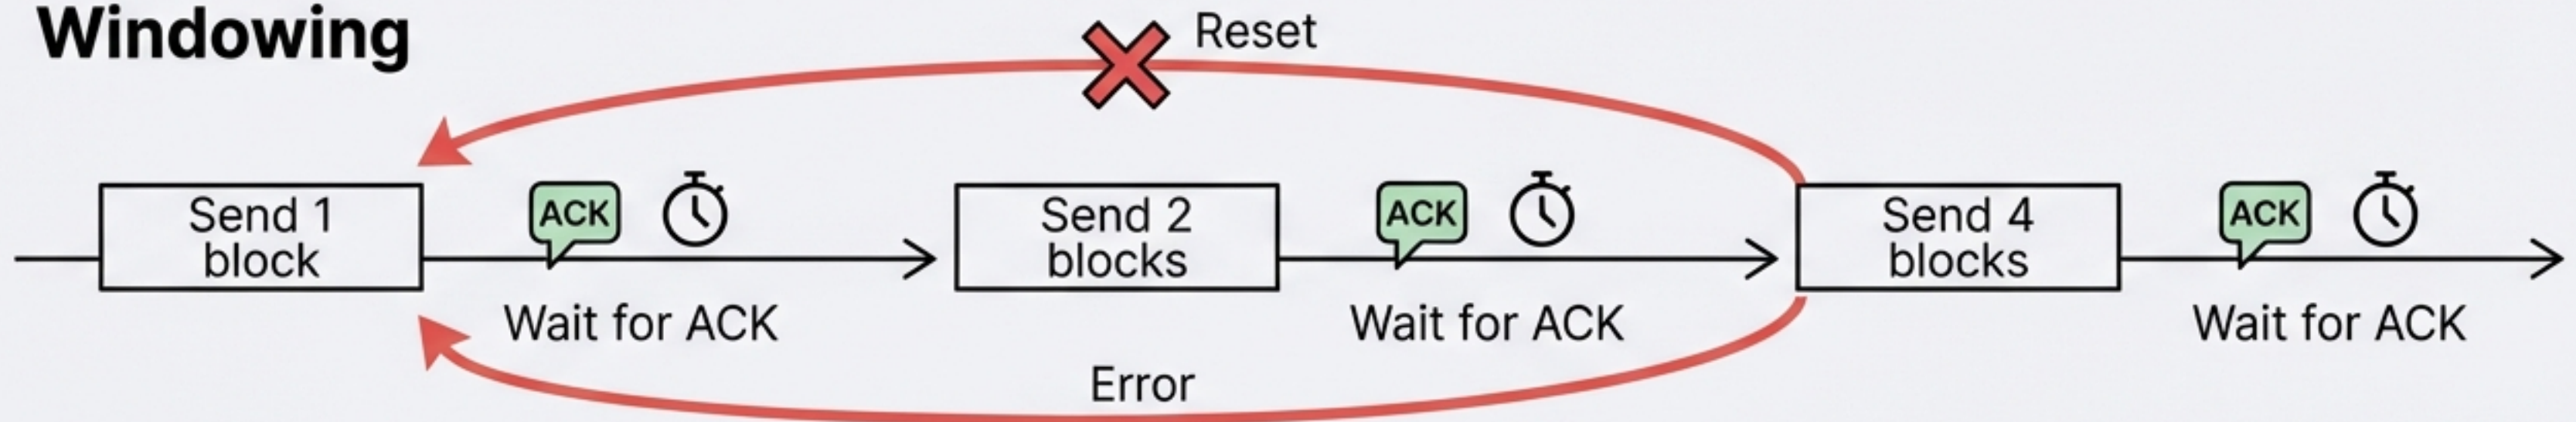 Windowing
Reset
Send 1
block
ACK
Wait for ACK
Send 2
blocks
ACK
Wait for ACK
Send 4
blocks
ACK
Wait for ACK
Error